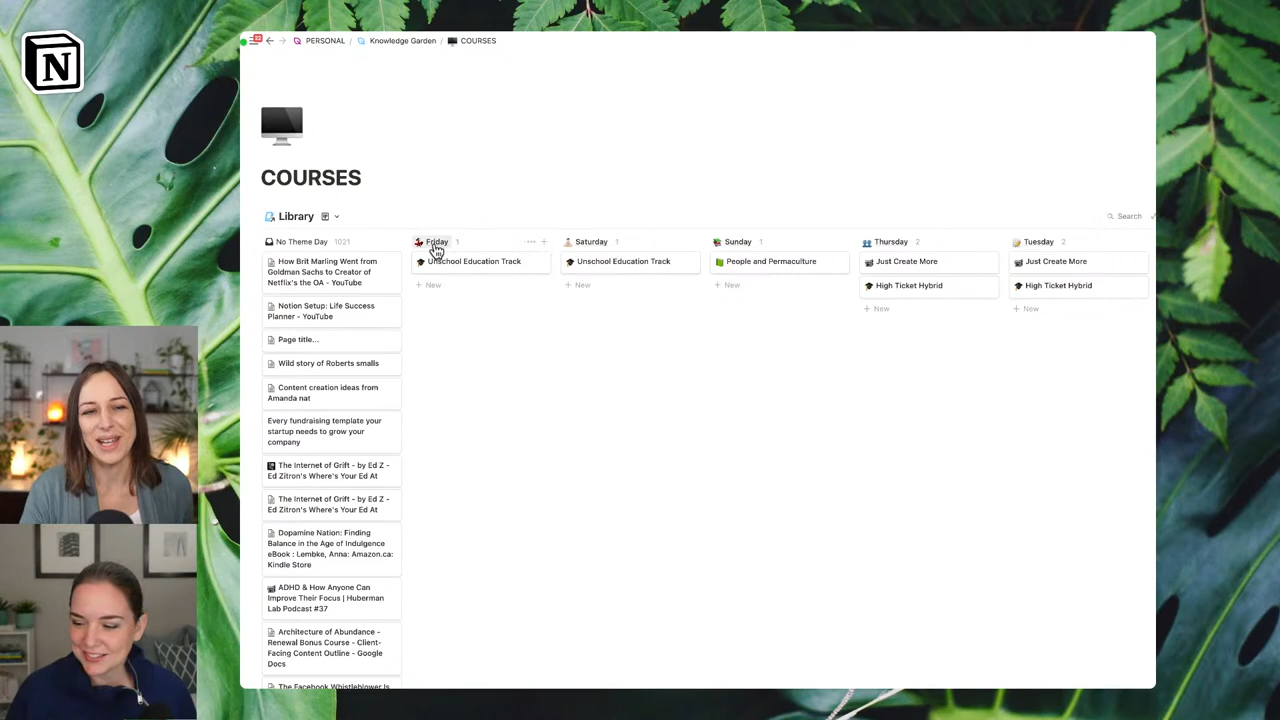 N
22
PERSONAL / Knowledge Garden / COURSES
COURSES
Library
Search
No Theme Day 1021
How Brit Marling Went from
Goldman Sachs to Creator of
Netflix's the OA - YouTube
Notion Setup: Life Success
Planner - YouTube
Page title...
Wild story of Roberts smalls
Content creation ideas from
Amanda nat
Every fundraising template your
startup needs to grow your
company
The Internet of Grift - by Ed Z -
Ed Zitron's Where's Your Ed At
The Internet of Grift - by Ed Z -
Ed Zitron's Where's Your Ed At
Dopamine Nation: Finding
Balance in the Age of Indulgence
eBook : Lembke, Anna: Amazon.ca:
Kindle Store
ADHD & How Anyone Can
Improve Their Focus | Huberman
Lab Podcast #37
Architecture of Abundance -
Renewal Bonus Course - Client-
Facing Content Outline - Google
Docs
The Facebook Whistleblower Is
Friday 1
Unschool Education Track
+ New
Saturday 1
Unschool Education Track
+ New
Sunday 1
People and Permaculture
+ New
Thursday 2
Just Create More
High Ticket Hybrid
+ New
Tuesday 2
Just Create More
High Ticket Hybrid
+ New